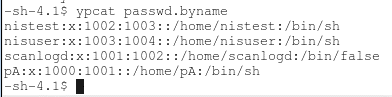 -sh-4.1$ ypcat passwd.byname
nistest:x:1002:1003::/home/nistest:/bin/sh
nisuser:x:1003:1004::/home/nisuser:/bin/sh
scanlogd:x:1001:1002::/home/scanlogd:/bin/false
pA:x:1000:1001::/home/pA:/bin/sh
-sh-4.1$